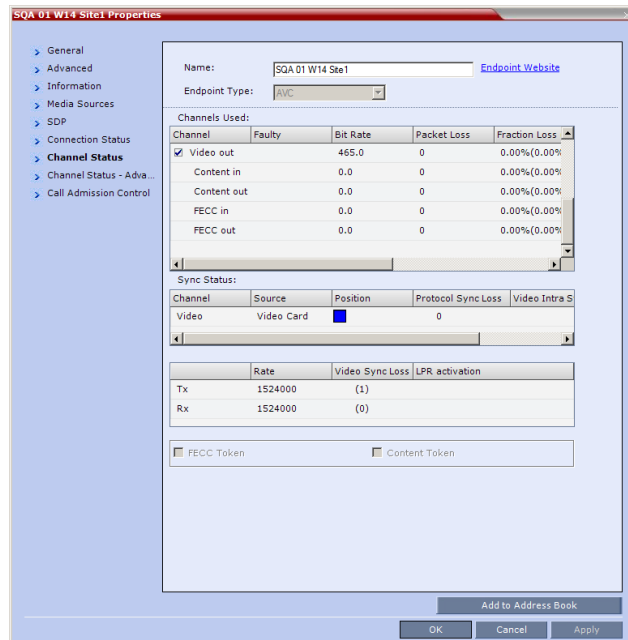 SQA 01 W14 Site1 Properties
General
Advanced
Information
Media Sources
SDP
Connection Status
Channel Status
Channel Status - Adva...
Call Admission Control
Name: SQA 01 W14 Site1 Endpoint Website
Endpoint Type: AVC
Channels Used:
Channel Faulty Bit Rate Packet Loss Fraction Loss
Video out 465.0 0 0.00%(0.00%
Content in 0.0 0 0.00%(0.00%
Content out 0.0 0 0.00%(0.00%
FECC in 0.0 0 0.00%(0.00%
FECC out 0.0 0 0.00%(0.00%
Sync Status:
Channel Source Position Protocol Sync Loss Video Intra S
Video Video Card 0
Rate Video Sync Loss LPR activation
Tx 1524000 (1)
Rx 1524000 (0)
FECC Token Content Token
Add to Address Book
OK Cancel Apply